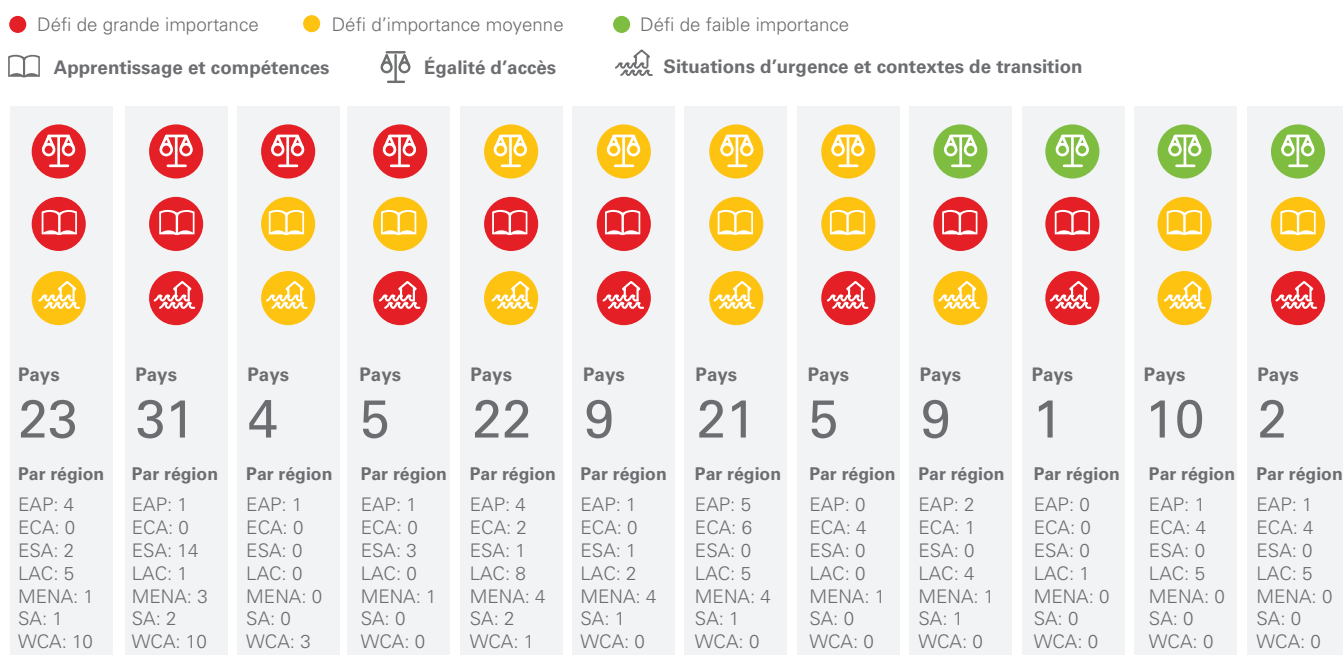 Défi de grande importance Défi d'importance moyenne Défi de faible importance
Apprentissage et compétences Égalité d'accès Situations d'urgence et contextes de transition
Pays Pays Pays Pays Pays Pays Pays Pays Pays Pays Pays Pays
23 31 4 5 22 9 21 5 9 1 10 2
Par région Par région Par région Par région Par région Par région Par région Par région Par région Par région Par région Par région
EAP: 4 EAP: 1 EAP: 1 EAP: 1 EAP: 4 EAP: 1 EAP: 5 EAP: 0 EAP: 2 EAP: 0 EAP: 1 EAP: 1
ECA: 0 ECA: 0 ECA: 0 ECA: 0 ECA: 2 ECA: 0 ECA: 6 ECA: 4 ECA: 1 ECA: 0 ECA: 4 ECA: 4
ESA: 2 ESA: 14 ESA: 0 ESA: 3 ESA: 1 ESA: 1 ESA: 0 ESA: 0 ESA: 0 ESA: 0 ESA: 0 ESA: 0
LAC: 5 LAC: 1 LAC: 0 LAC: 0 LAC: 8 LAC: 2 LAC: 5 LAC: 0 LAC: 4 LAC: 1 LAC: 5 LAC: 5
MENA: 1 MENA: 3 MENA: 0 MENA: 1 MENA: 4 MENA: 4 MENA: 4 MENA: 1 MENA: 1 MENA: 0 MENA: 0 MENA: 0
SA: 1 SA: 2 SA: 0 SA: 0 SA: 2 SA: 1 SA: 1 SA: 0 SA: 1 SA: 0 SA: 0 SA: 0
WCA: 10 WCA: 10 WCA: 3 WCA: 0 WCA: 1 WCA: 0 WCA: 0 WCA: 0 WCA: 0 WCA: 0 WCA: 0 WCA: 0